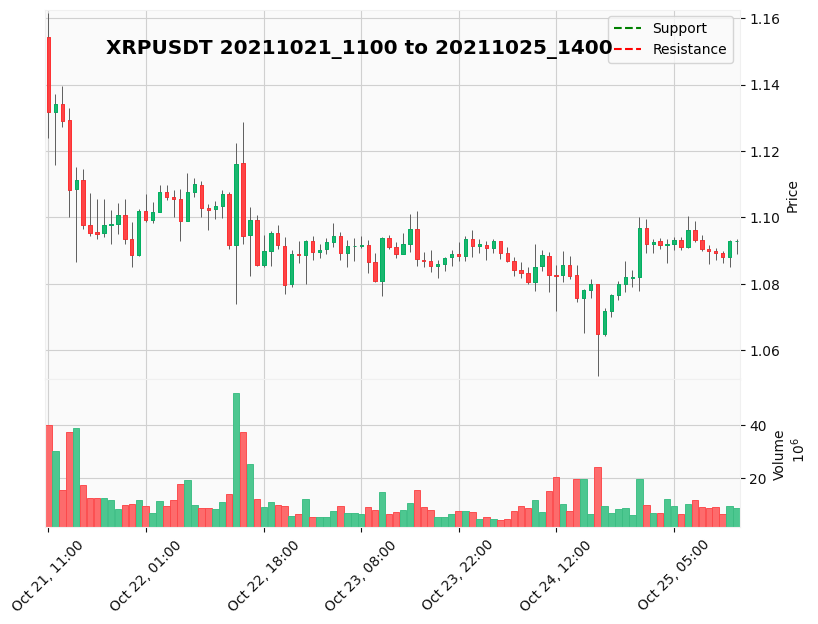 XRPUSDT 20211021_1100 to 20211025_1400
Support
Resistance
1.16
1.14
1.12
1.10
1.08
1.06
Price
40
20
Volume
10^6
Oct 21, 11:00
Oct 22, 01:00
Oct 22, 18:00
Oct 23, 08:00
Oct 23, 22:00
Oct 24, 12:00
Oct 25, 05:00